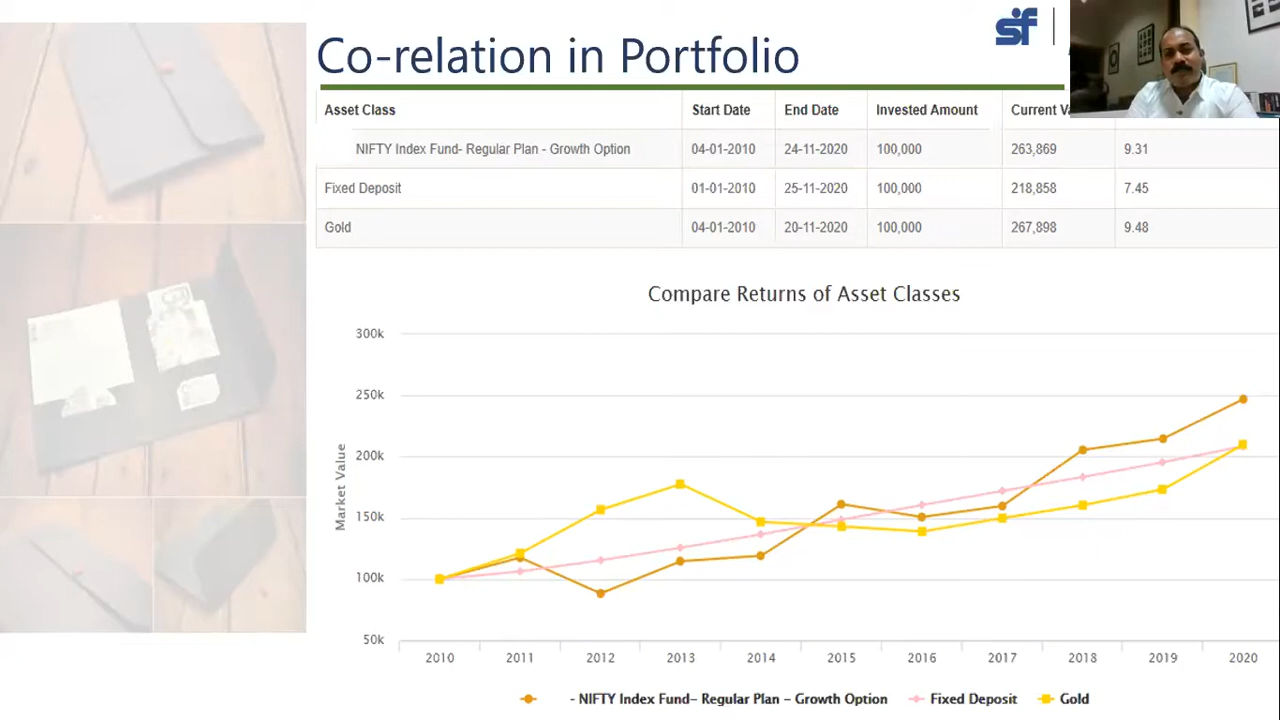 sf
Co-relation in Portfolio
Asset Class Start Date End Date Invested Amount Current
NIFTY Index Fund- Regular Plan - Growth Option 04-01-2010 24-11-2020 100,000 263,869 9.31
Fixed Deposit 01-01-2010 25-11-2020 100,000 218,858 7.45
Gold 04-01-2010 20-11-2020 100,000 267,898 9.48
Compare Returns of Asset Classes
300k
250k
200k
150k
100k
50k
Market Value
2010 2011 2012 2013 2014 2015 2016 2017 2018 2019 2020
- NIFTY Index Fund- Regular Plan - Growth Option Fixed Deposit Gold